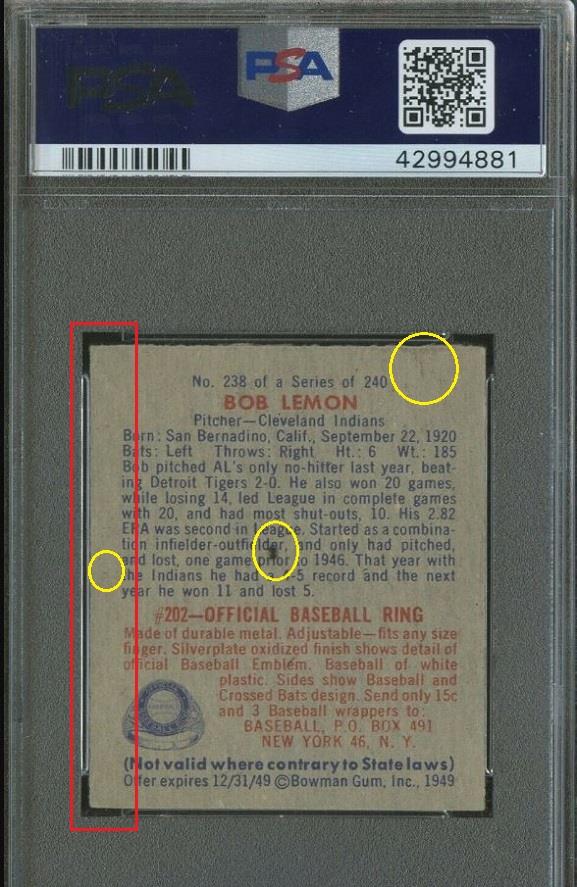 PSA
PSA
42994881
No. 238 of a Series of 240
BOB LEMON
Pitcher—Cleveland Indians
Born: San Bernadino, Calif., September 22, 1920
Bats: Left Throws: Right Ht.: 6 Wt.: 185
Bob pitched AL's only no-hitter last year, beat-
ing Detroit Tigers 2-0. He also won 20 games,
while losing 14, led League in complete games
with 20, and had most shut-outs, 10. His 2.82
ERA was second in League. Started as a combina-
tion infielder-outfielder, and only had pitched,
and lost, one game prior to 1946. That year with
the Indians he had a -5 record and the next
year he won 11 and lost 5.
#202—OFFICIAL BASEBALL RING
Made of durable metal. Adjustable—fits any size
finger. Silverplate oxidized finish shows detail of
official Baseball Emblem. Baseball of white
plastic. Sides show Baseball and
Crossed Bats design. Send only 15c
and 3 Baseball wrappers to:
BASEBALL, P.O. BOX 491
NEW YORK 46, N. Y.
(Not valid where contrary to State laws)
Offer expires 12/31/49 ©Bowman Gum, Inc., 1949